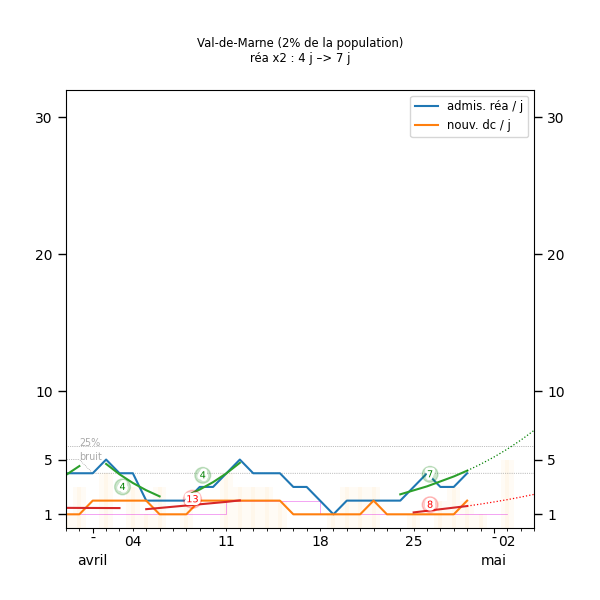 Val-de-Marne (2% de la population)
réa x2 : 4 j –> 7 j
admis. réa / j
nouv. dc / j
30 30
20 20
10 10
25%
bruit
5 5
4 4 7
13 8
1 1
04 11 18 25 02
avril mai